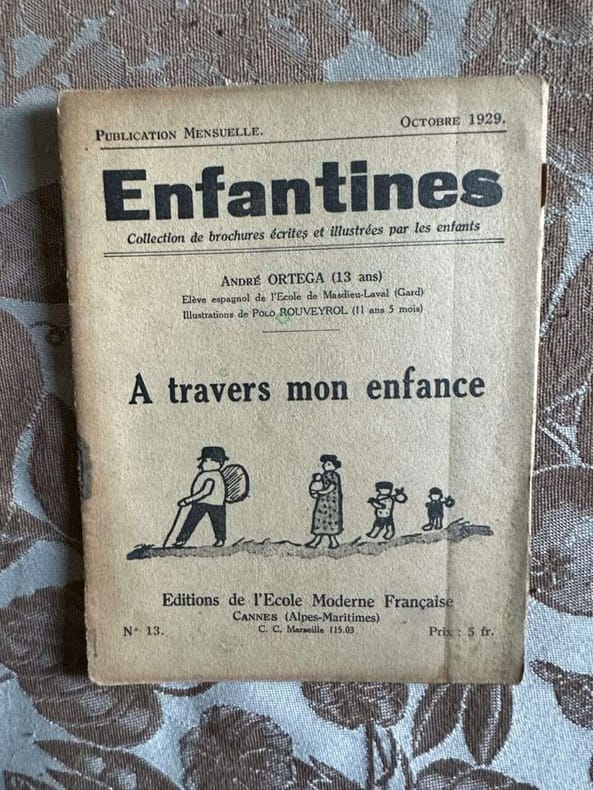 Publication Mensuelle.
Octobre 1929.
Enfantines
Collection de brochures écrites et illustrées par les enfants
André ORTEGA (13 ans)
Elève espagnol de l'Ecole de Masdieu-Laval (Gard)
Illustrations de Polo ROUVEYROL (11 ans 5 mois)
A travers mon enfance
Editions de l'Ecole Moderne Française
Cannes (Alpes-Maritimes)
N° 13.
C. C. Marseille 115.03
Prix : 5 fr.